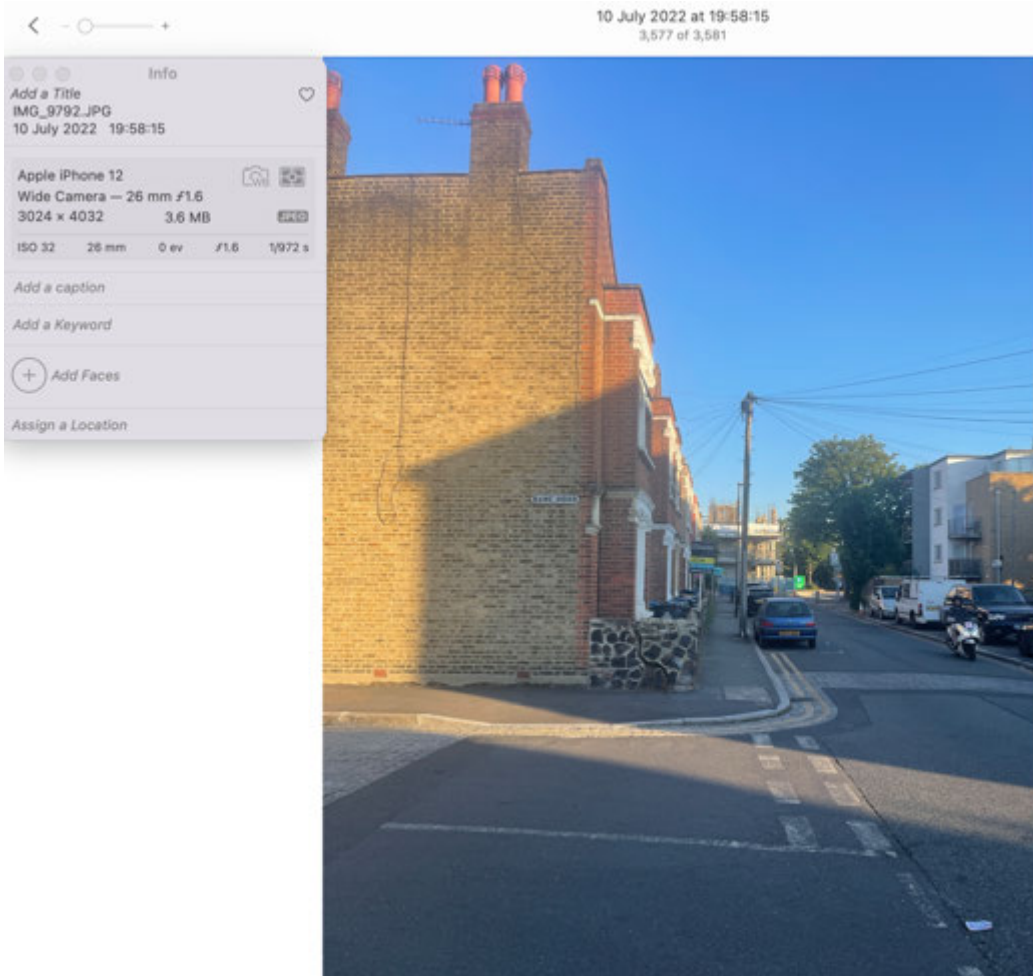 10 July 2022 at 19:58:15
3,577 of 3,581
Info
Add a Title
IMG_9792.JPG
10 July 2022 19:58:15
Apple iPhone 12
Wide Camera — 26 mm ƒ1.6
3024 × 4032 3.6 MB JPEG
ISO 32 26 mm 0 ev ƒ1.6 1/972 s
Add a caption
Add a Keyword
Add Faces
Assign a Location